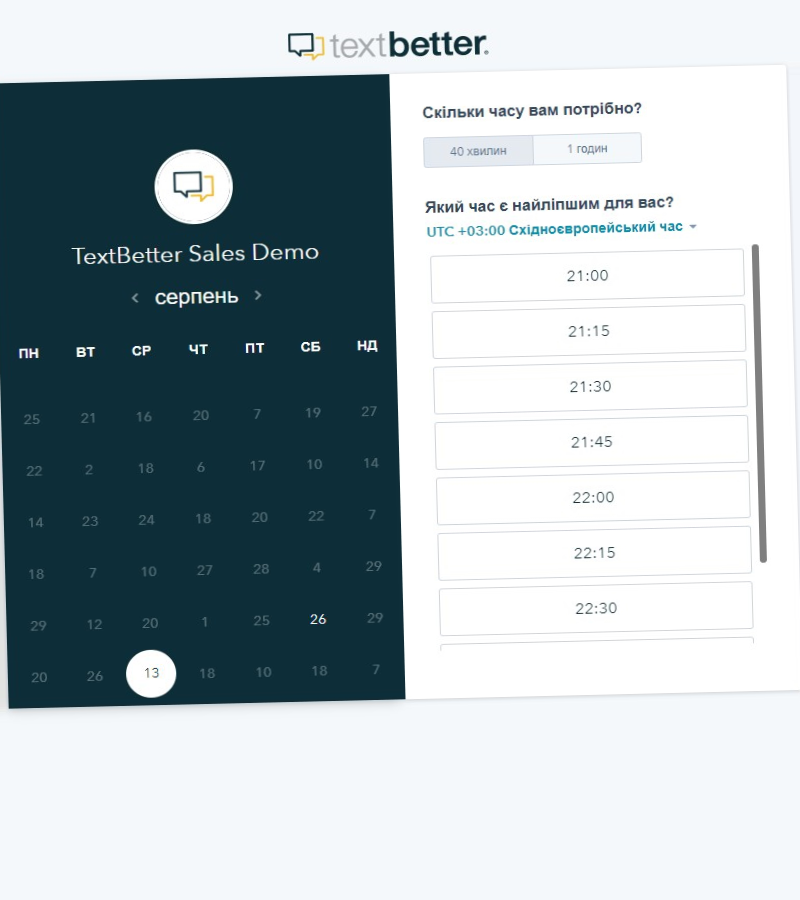 textbetter.
TextBetter Sales Demo
серпень
ПН ВТ СР ЧТ ПТ СБ НД
25 21 16 20 7 19 27
22 2 18 6 17 10 14
14 23 24 18 20 22 7
18 7 10 27 28 4 29
29 12 20 1 25 26 29
20 26 13 18 10 18 7
Скільки часу вам потрібно?
40 хвилин 1 годин
Який час є найліпшим для вас?
UTC +03:00 Східноєвропейський час
21:00
21:15
21:30
21:45
22:00
22:15
22:30